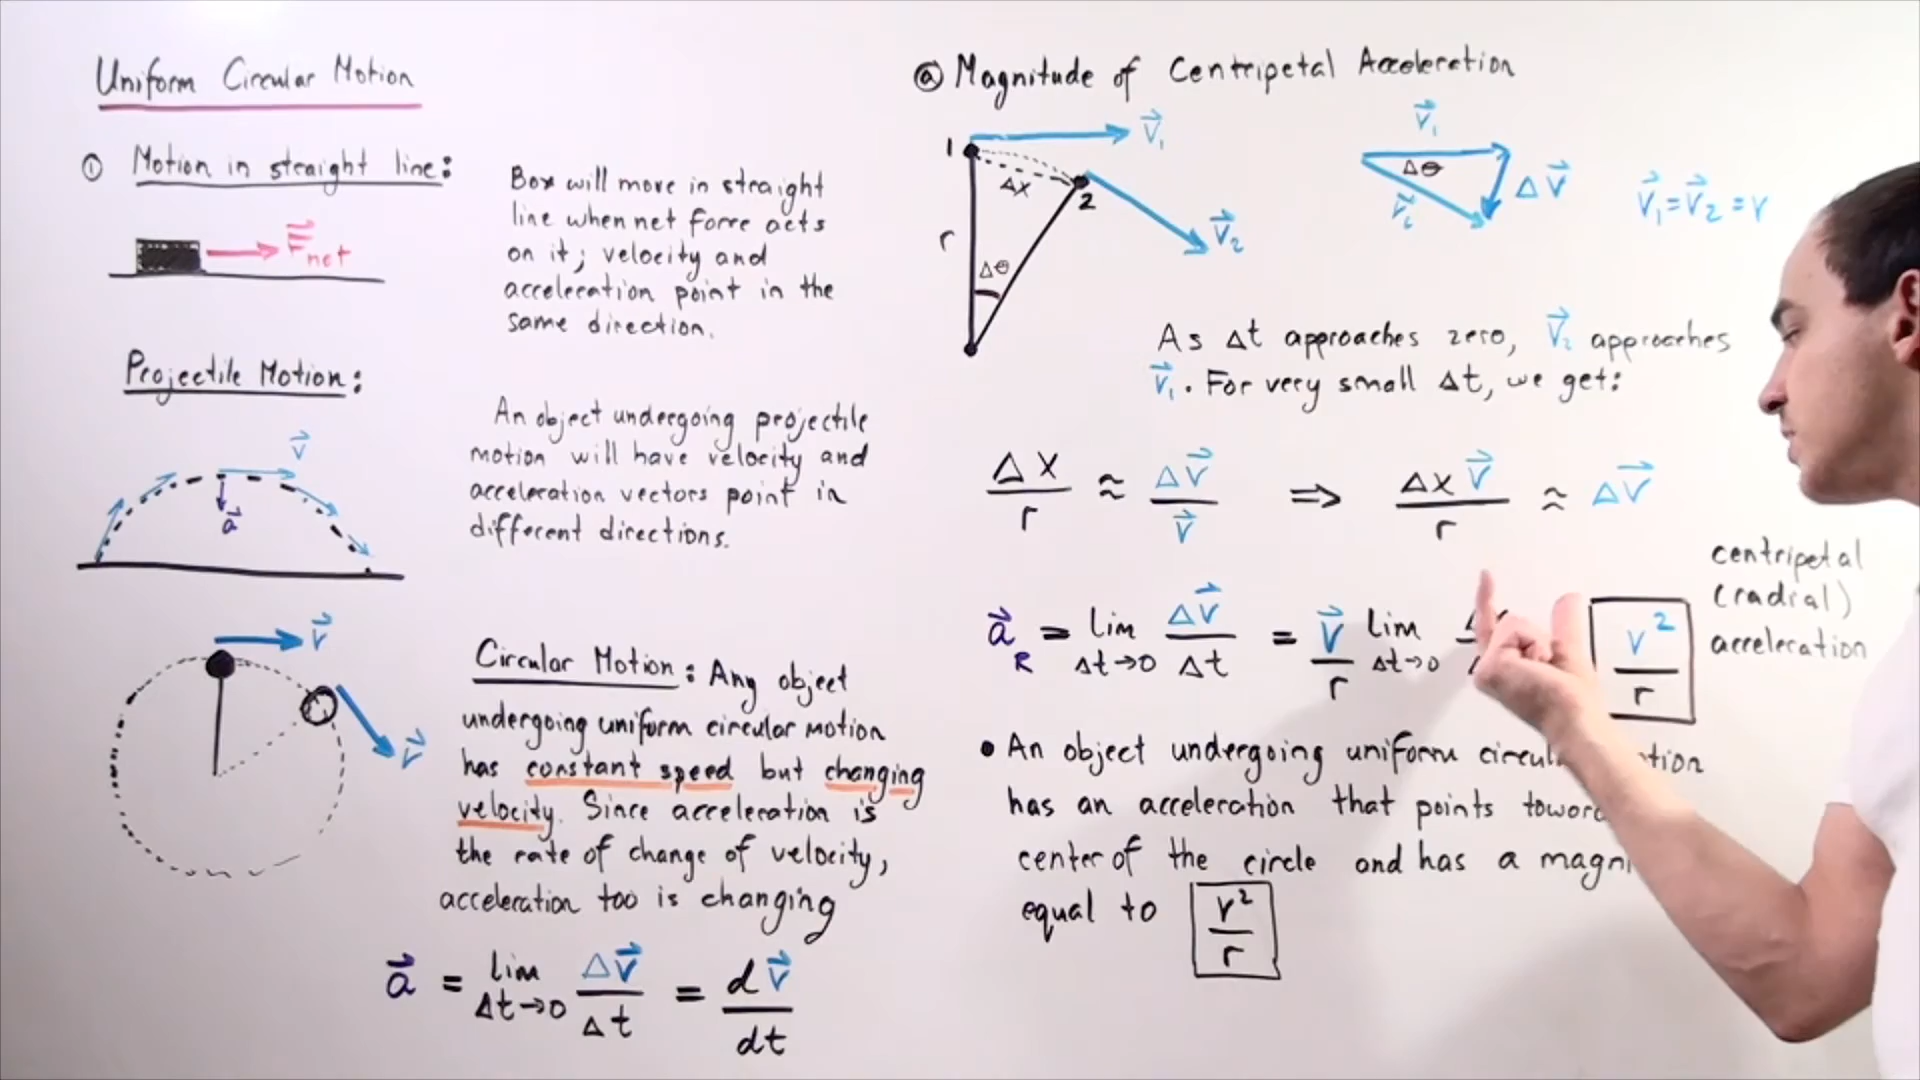 Uniform Circular Motion
① Motion in straight line:
F⃗net
Box will move in straight
line when net force acts
on it; velocity and
acceleration point in the
same direction.
Projectile Motion:
v⃗
a⃗
An object undergoing projectile
motion will have velocity and
acceleration vectors point in
different directions.
v⃗
v⃗
Circular Motion: Any object
undergoing uniform circular motion
has constant speed but changing
velocity. Since acceleration is
the rate of change of velocity,
acceleration too is changing
a⃗ = lim Δt→0 Δv⃗/Δt = dv⃗/dt
ⓐ Magnitude of Centripetal Acceleration
1
v⃗₁
Δx
2
v⃗₂
r
Δθ
v⃗₁
Δθ
Δv⃗
v⃗₂
v⃗₁=v⃗₂=v
As Δt approaches zero, v⃗₂ approaches
v⃗₁. For very small Δt, we get:
Δx/r ≈ Δv⃗/v⃗ ⇒ Δx v⃗/r ≈ Δv⃗
a⃗R = lim Δt→0 Δv⃗/Δt = v⃗/r lim Δt→0
v²/r
centripetal
(radial)
acceleration
• An object undergoing uniform
has an acceleration that points
center of the circle and has a
equal to v²/r